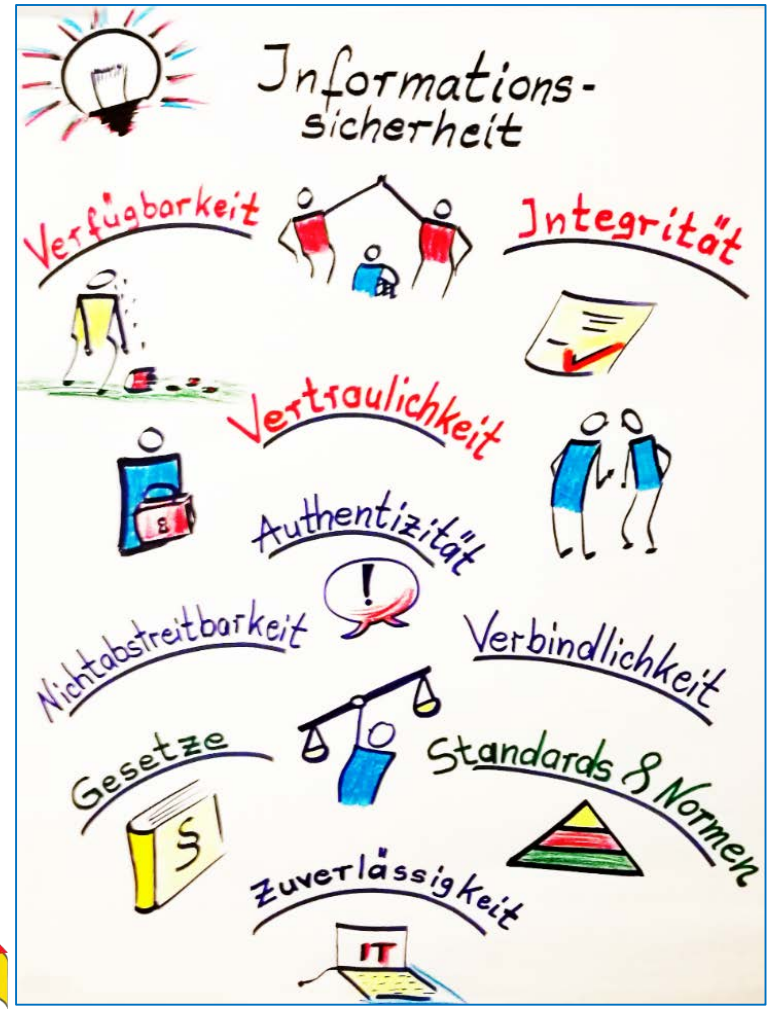 Informations-
sicherheit
Verfügbarkeit
Integrität
Vertraulichkeit
Authentizität
!
Nichtabstreitbarkeit
Verbindlichkeit
Gesetze
Standards & Normen
§
Zuverlässigkeit
IT